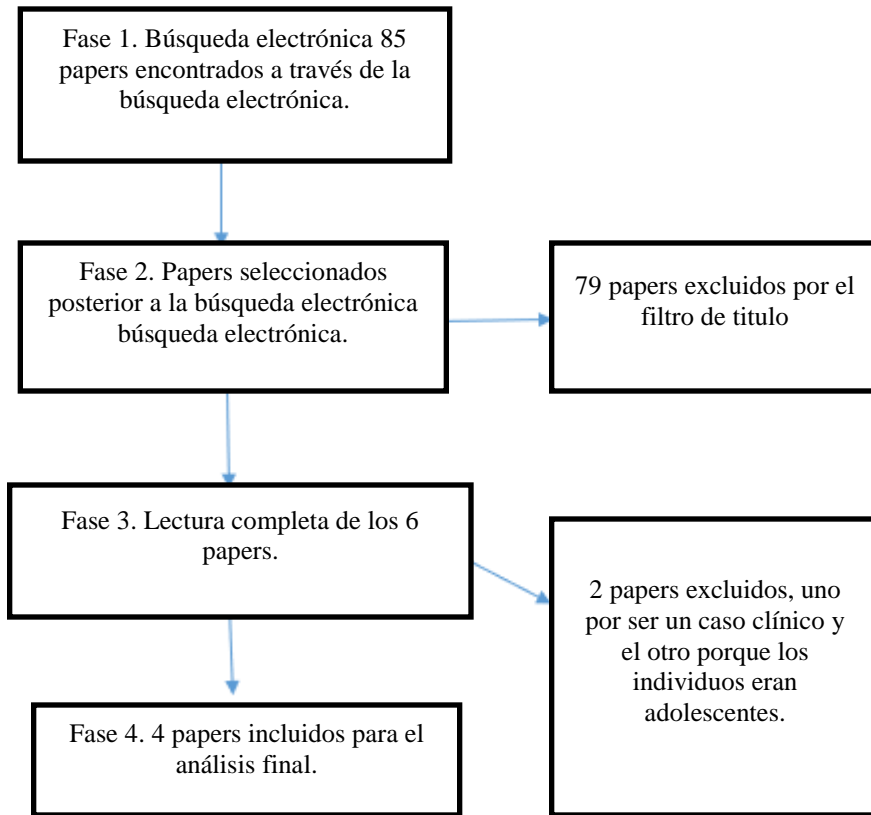 Fase 1. Búsqueda electrónica 85
papers encontrados a través de la
búsqueda electrónica.
Fase 2. Papers seleccionados
posterior a la búsqueda electrónica
búsqueda electrónica.
79 papers excluidos por el
filtro de titulo
Fase 3. Lectura completa de los 6
papers.
2 papers excluidos, uno
por ser un caso clínico y
el otro porque los
individuos eran
adolescentes.
Fase 4. 4 papers incluidos para el
análisis final.